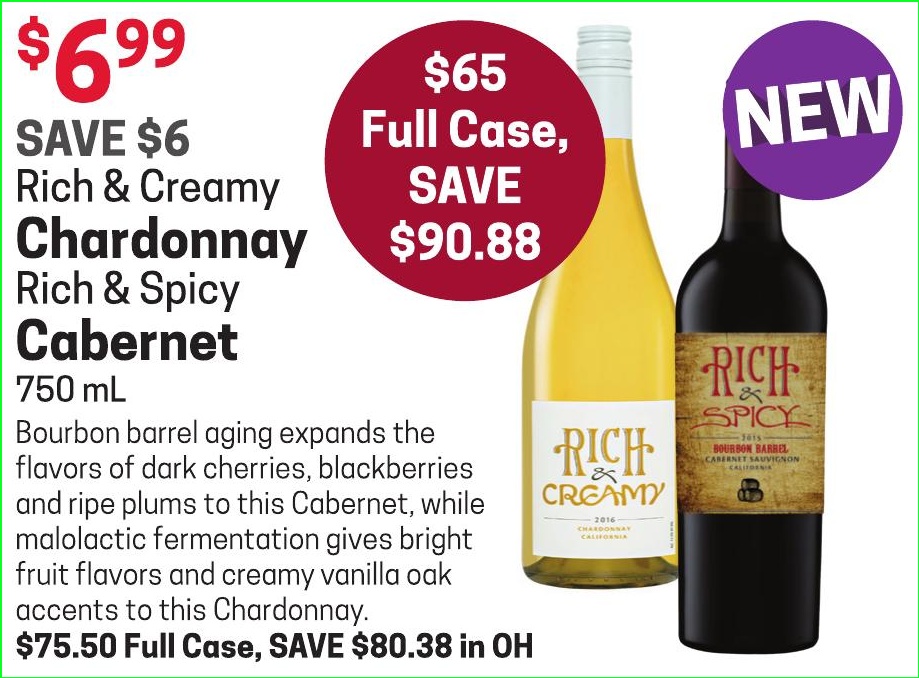 $6.99
SAVE $6
Rich & Creamy
Chardonnay
Rich & Spicy
Cabernet
750 mL
Bourbon barrel aging expands the
flavors of dark cherries, blackberries
and ripe plums to this Cabernet, while
malolactic fermentation gives bright
fruit flavors and creamy vanilla oak
accents to this Chardonnay.
$75.50 Full Case, SAVE $80.38 in OH
$65
Full Case,
SAVE
$90.88
NEW
RICH
&
CREAMY
2016
CHARDONNAY
CALIFORNIA
RICH
&
SPICY
2015
BOURBON BARREL
CABERNET SAUVIGNON
CALIFORNIA